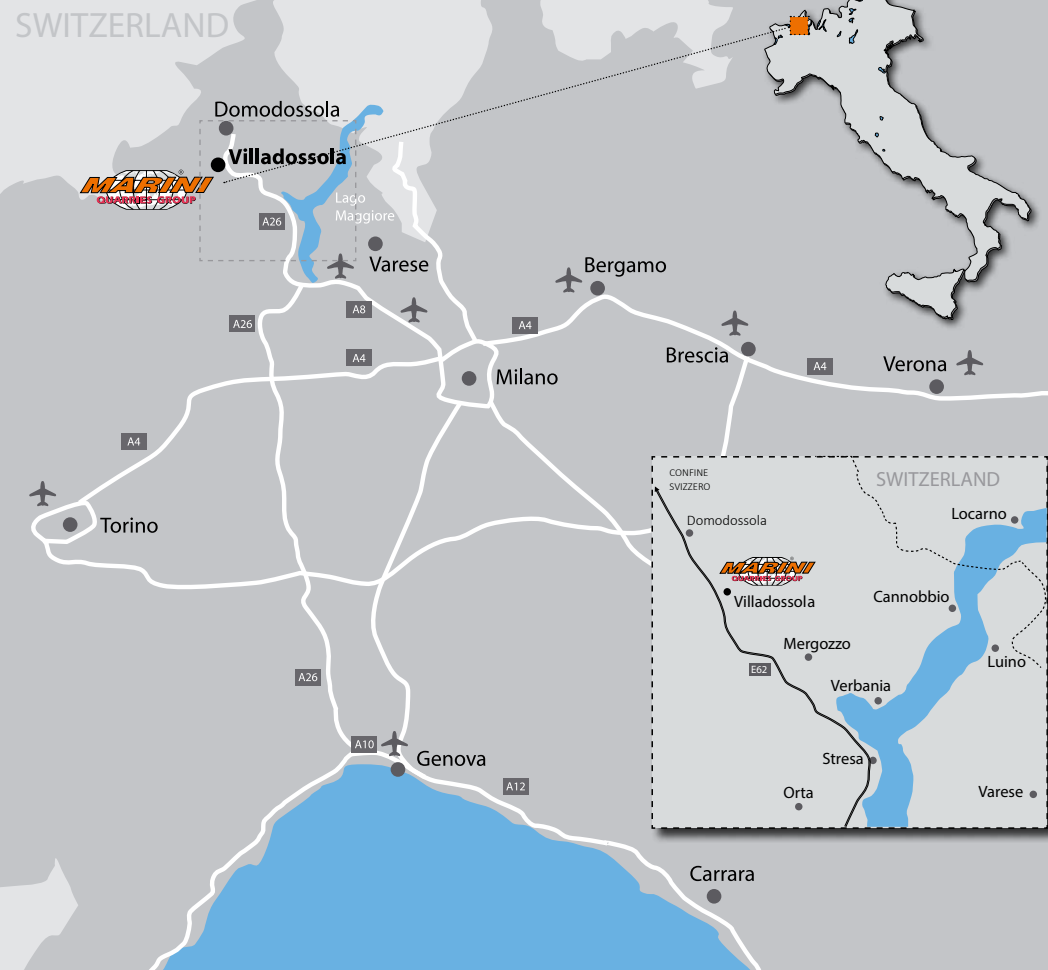 SWITZERLAND
Domodossola
Villadossola
MARINI®
QUARRIES GROUP
Lago
Maggiore
A26
Varese
Bergamo
A26
A8
A4
A4
Brescia
A4
Verona
Milano
A4
Torino
A26
A10
Genova
A12
Carrara
CONFINE
SVIZZERO
SWITZERLAND
Locarno
Domodossola
MARINI®
QUARRIES GROUP
Villadossola
Cannobbio
Mergozzo
Luino
E62
Verbania
Stresa
Orta
Varese